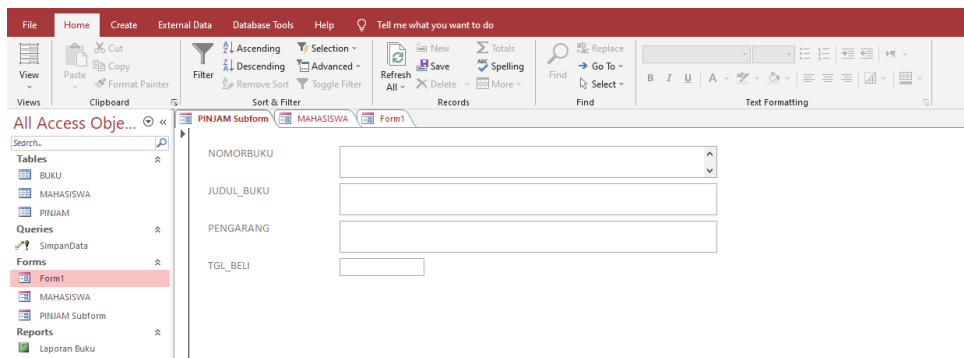 File Home Create External Data Database Tools Help Tell me what you want to do
View
Views
Paste
Cut
Copy
Format Painter
Clipboard
Filter
Ascending
Descending
Remove Sort
Selection
Advanced
Toggle Filter
Sort & Filter
Refresh
All
New
Save
Delete
Totals
Spelling
More
Records
Find
Replace
Go To
Select
Find
B I U A
Text Formatting
All Access Obje...
Search...
Tables
BUKU
MAHASISWA
PINJAM
Queries
SimpanData
Forms
Form1
MAHASISWA
PINJAM Subform
Reports
Laporan Buku
PINJAM Subform MAHASISWA Form1
NOMORBUKU
JUDUL_BUKU
PENGARANG
TGL_BELI